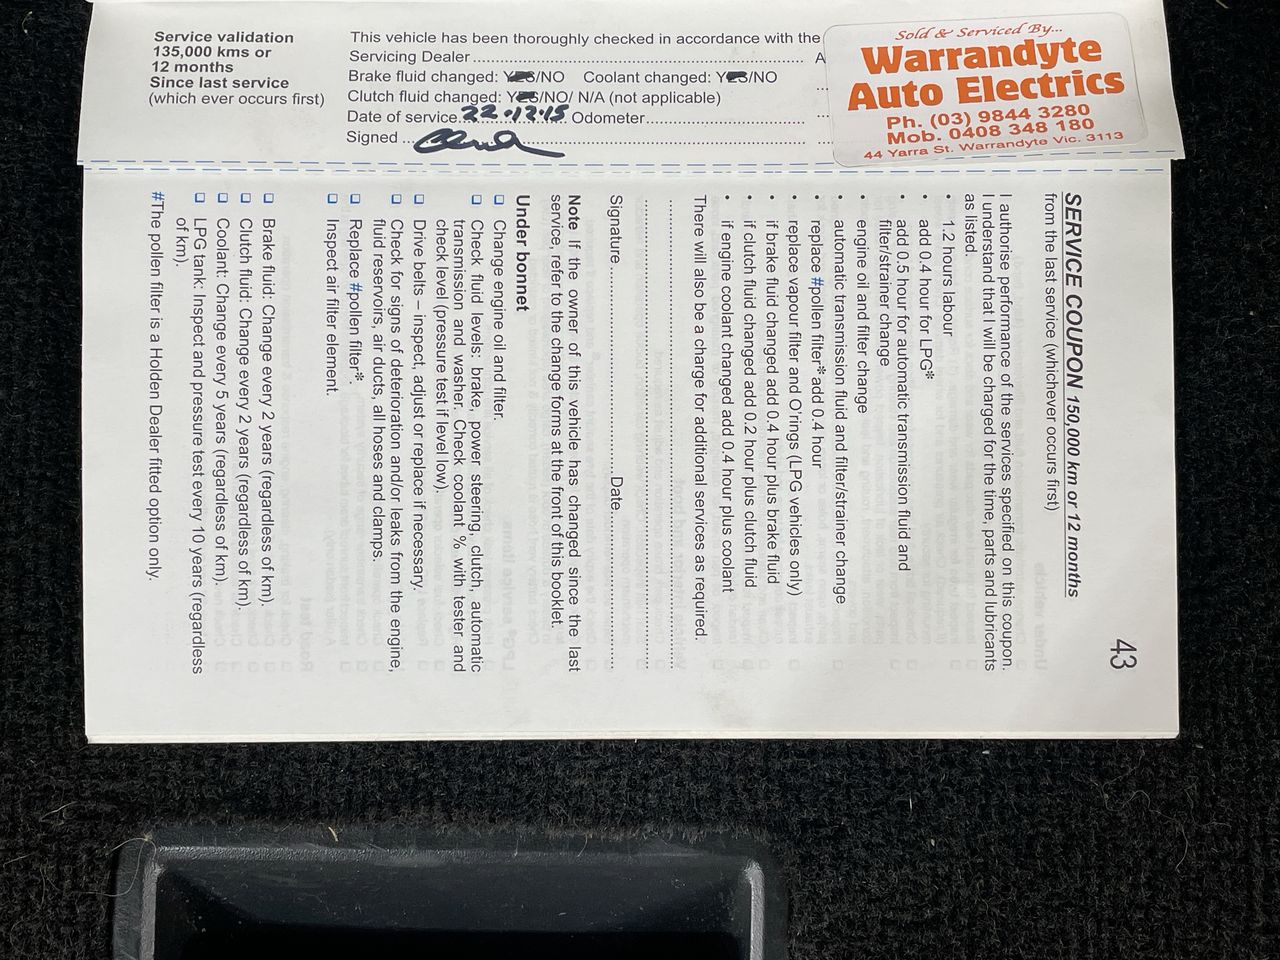 Service validation
135,000 kms or
12 months
Since last service
(which ever occurs first)
This vehicle has been thoroughly checked in accordance with the
Servicing Dealer............ A
Brake fluid changed: YES/NO Coolant changed: YES/NO
Clutch fluid changed: YES/NO/ N/A (not applicable)
Date of service..22.12.15 Odometer............
Signed ............
Sold & Serviced By...
Warrandyte
Auto Electrics
Ph. (03) 9844 3280
Mob. 0408 348 180
44 Yarra St. Warrandyte Vic. 3113
43
SERVICE COUPON 150,000 km or 12 months
from the last service (whichever occurs first)
I authorise performance of the services specified on this coupon.
I understand that I will be charged for the time, parts and lubricants
as listed.
• 1.2 hours labour
• add 0.4 hour for LPG*
• add 0.5 hour for automatic transmission fluid and
filter/strainer change
• engine oil and filter change
• automatic transmission fluid and filter/strainer change
• replace #pollen filter* add 0.4 hour
• replace vapour filter and O'rings (LPG vehicles only)
• if brake fluid changed add 0.4 hour plus brake fluid
• if clutch fluid changed add 0.2 hour plus clutch fluid
• if engine coolant changed add 0.4 hour plus coolant
There will also be a charge for additional services as required.
Signature............ Date............
Note If the owner of this vehicle has changed since the last
service, refer to the change forms at the front of this booklet.
Under bonnet
❑ Change engine oil and filter.
❑ Check fluid levels: brake, power steering, clutch, automatic
transmission and washer. Check coolant % with tester and
check level (pressure test if level low).
❑ Drive belts – inspect, adjust or replace if necessary.
❑ Check for signs of deterioration and/or leaks from the engine,
fluid reservoirs, air ducts, all hoses and clamps.
❑ Replace #pollen filter*.
❑ Inspect air filter element.
❑ Brake fluid: Change every 2 years (regardless of km).
❑ Clutch fluid: Change every 2 years (regardless of km).
❑ Coolant: Change every 5 years (regardless of km).
❑ LPG tank: Inspect and pressure test every 10 years (regardless
of km).
#The pollen filter is a Holden Dealer fitted option only.